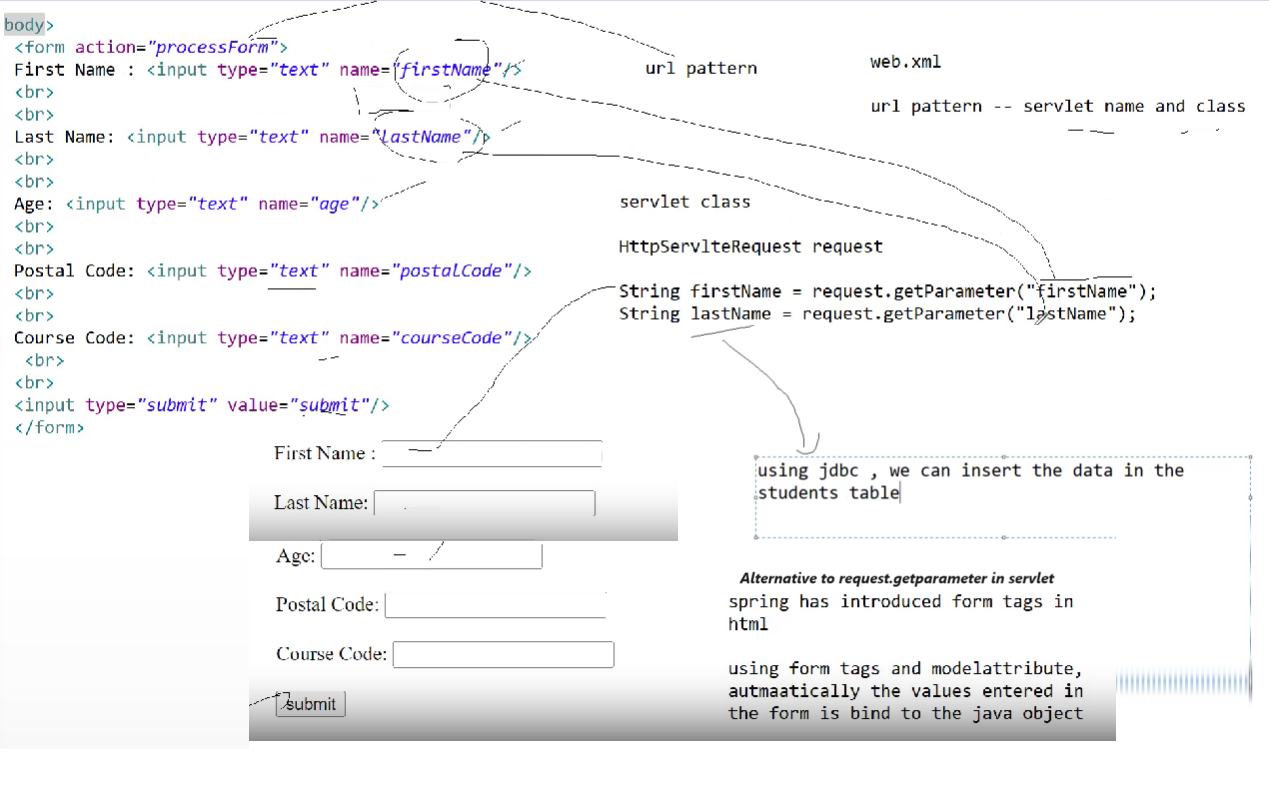 body>
<form action="processForm">
First Name : <input type="text" name="firstName"/>
<br>
<br>
Last Name: <input type="text" name="lastName"/>
<br>
<br>
Age: <input type="text" name="age"/>
<br>
<br>
Postal Code: <input type="text" name="postalCode"/>
<br>
<br>
Course Code: <input type="text" name="courseCode"/>
<br>
<br>
<input type="submit" value="submit"/>
</form>
First Name :
Last Name:
Age:
Postal Code:
Course Code:
submit
url pattern
web.xml
url pattern -- servlet name and class
servlet class
HttpServlteRequest request
String firstName = request.getParameter("firstName");
String lastName = request.getParameter("lastName");
using jdbc , we can insert the data in the
students table
Alternative to request.getparameter in servlet
spring has introduced form tags in
html
using form tags and modelattribute,
autmaatically the values entered in
the form is bind to the java object